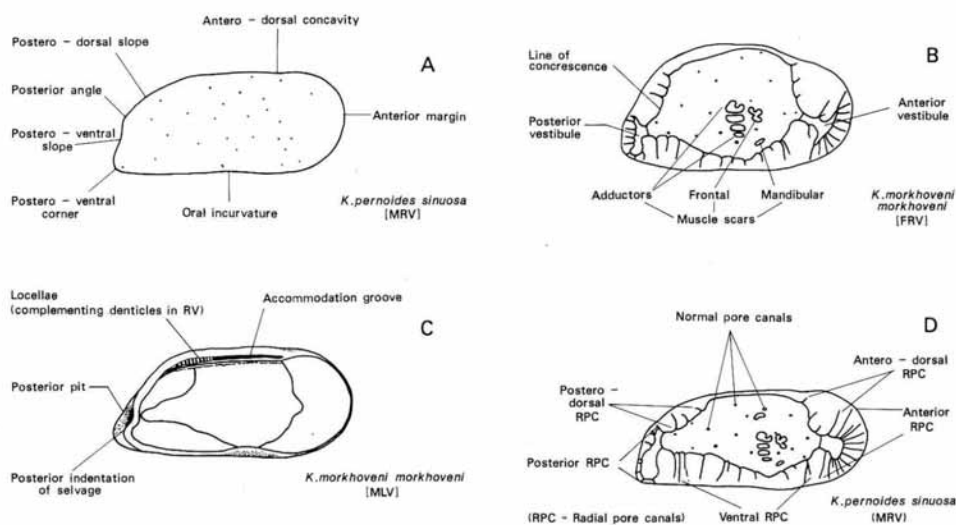 Antero - dorsal concavity
Postero - dorsal slope
A
Posterior angle
Anterior margin
Postero - ventral
slope
Postero - ventral
corner
Oral incurvature
K.pernoides sinuosa
[MRV]
B
Line of
concrescence
Posterior
vestibule
Anterior
vestibule
Adductors
Frontal
Mandibular
Muscle scars
K.morkhoveni
morkhoveni
[FRV]
Locellae
(complementing denticles in RV)
Accommodation groove
C
Posterior pit
Posterior indentation
of selvage
K.morkhoveni morkhoveni
[MLV]
Normal pore canals
D
Antero - dorsal
RPC
Postero -
dorsal
RPC
Anterior
RPC
Posterior RPC
Ventral RPC
(RPC - Radial pore canals)
K.pernoides sinuosa
(MRV)